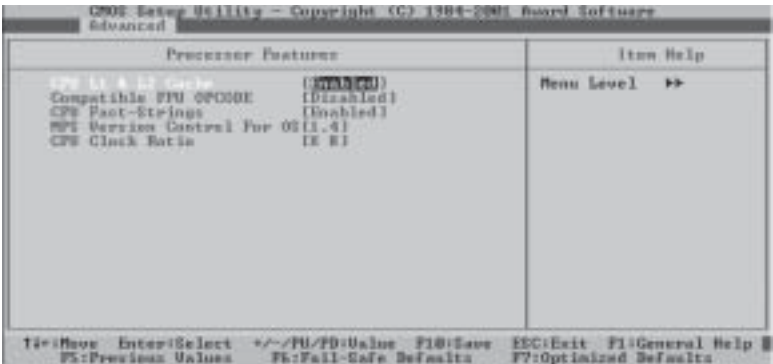 CMOS Setup Utility - Copyright (C) 1984-2001 Award Software
Advanced
Processor Features
Item Help
CPU L1 & L2 Cache [Enabled]
Menu Level ▸▸
Compatible FPU OPCODE [Disabled]
CPU Fast-Strings [Enabled]
MPS Version Control For OS[1.4]
CPU Clock Ratio
↑↓←:Move Enter:Select +/-/PU/PD:Value F10:Save ESC:Exit F1:General Help
F5:Previous Values F6:Fail-Safe Defaults F7:Optimized Defaults